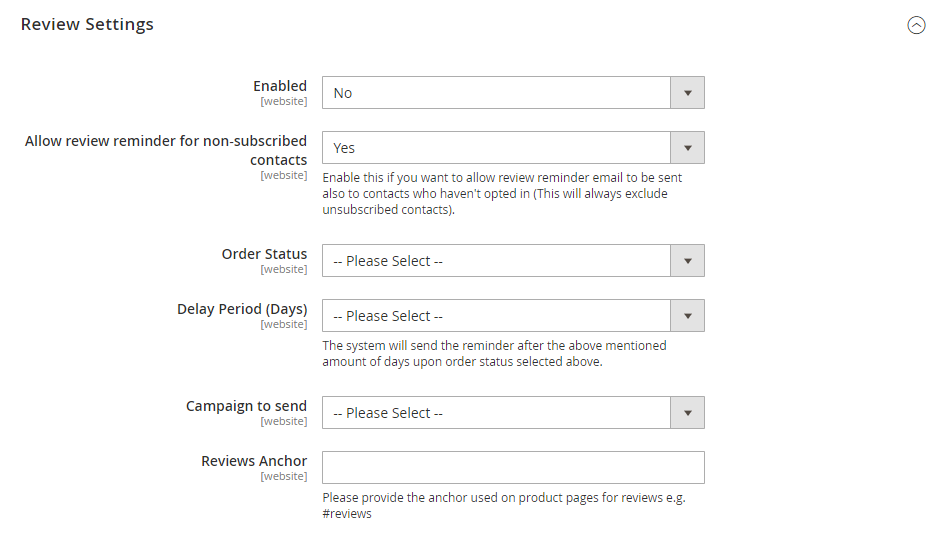 Review Settings
Enabled
[website]
No
Allow review reminder for non-subscribed
contacts
[website]
Yes
Enable this if you want to allow review reminder email to be sent
also to contacts who haven't opted in (This will always exclude
unsubscribed contacts).
Order Status
[website]
-- Please Select --
Delay Period (Days)
[website]
-- Please Select --
The system will send the reminder after the above mentioned
amount of days upon order status selected above.
Campaign to send
[website]
-- Please Select --
Reviews Anchor
[website]
Please provide the anchor used on product pages for reviews e.g.
#reviews